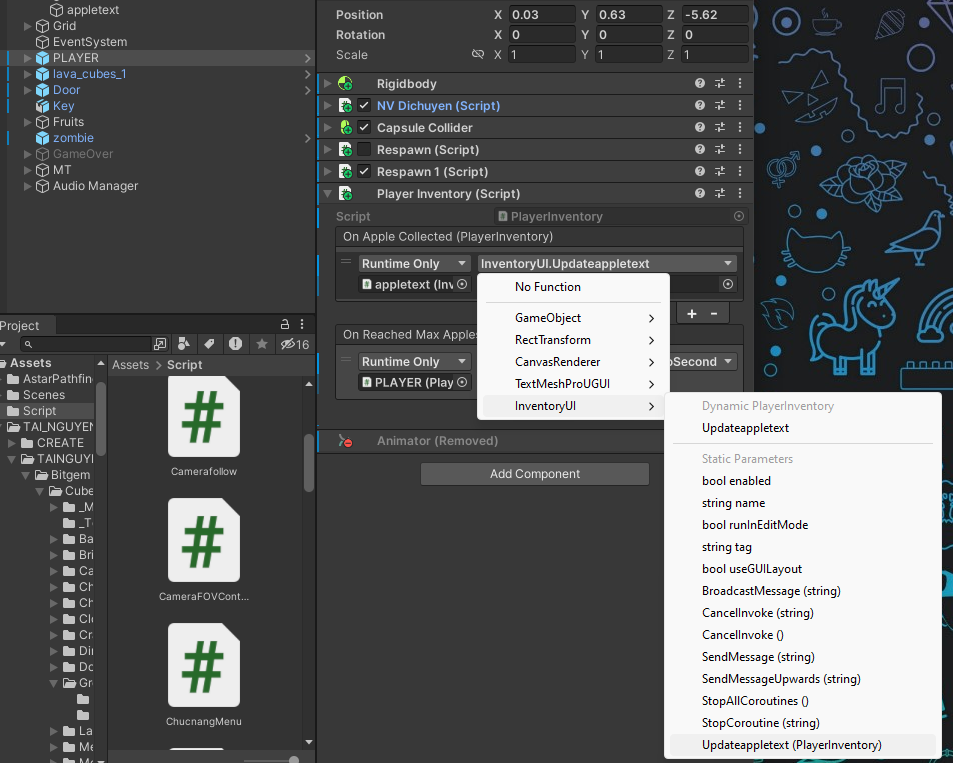 appletext
Grid
EventSystem
PLAYER
lava_cubes_1
Door
Key
Fruits
zombie
GameOver
MT
Audio Manager
Project
16
Assets
AstarPathfin
Scenes
Script
TAI_NGUYEN
CREATE
TAINGUYI
Bitgem
Cube
_M
_T
Ba
Bri
Ca
Ch
Ch
Clo
Cra
Dir
Do
Gr
La
Me
Assets > Script
Camerafollow
CameraFOVCont...
ChucnangMenu
Position X 0.03 Y 0.63 Z -5.62
Rotation X 0 Y 0 Z 0
Scale X 1 Y 1 Z 1
Rigidbody
NV Dichuyen (Script)
Capsule Collider
Respawn (Script)
Respawn 1 (Script)
Player Inventory (Script)
Script PlayerInventory
On Apple Collected (PlayerInventory)
Runtime Only InventoryUI.Updateappletext
appletext (Inv
+ -
On Reached Max Apples
Runtime Only oSecond
PLAYER (Play
Animator (Removed)
Add Component
No Function
GameObject
RectTransform
CanvasRenderer
TextMeshProUGUI
InventoryUI
Dynamic PlayerInventory
Updateappletext
Static Parameters
bool enabled
string name
bool runInEditMode
string tag
bool useGUILayout
BroadcastMessage (string)
CancelInvoke (string)
CancelInvoke ()
SendMessage (string)
SendMessageUpwards (string)
StopAllCoroutines ()
StopCoroutine (string)
Updateappletext (PlayerInventory)